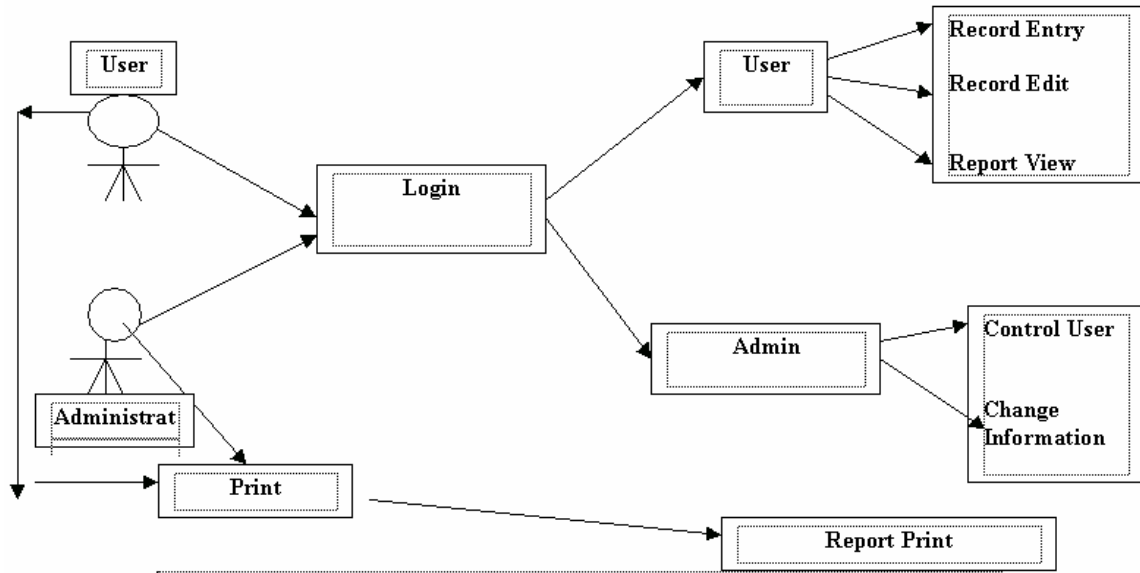 User
User
Record Entry
Record Edit
Report View
Login
Administrat
Admin
Control User
Change
Information
Print
Report Print